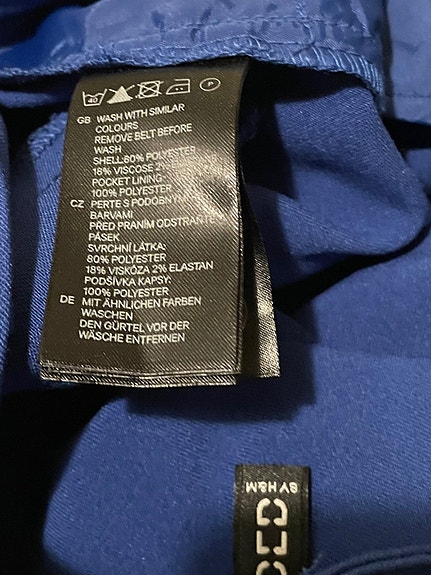 40 P
GB WASH WITH SIMILAR
COLOURS
REMOVE BELT BEFORE
WASH
SHELL:80% POLYESTER
18% VISCOSE 2%
POCKET LINING:
100% POLYESTER
CZ PERTE S PODOBNÝMI
BARVAMI
PŘED PRANÍM ODSTRAŇTE
PÁSEK
SVRCHNÍ LÁTKA:
80% POLYESTER
18% VISKÓZA 2% ELASTAN
PODŠÍVKA KAPSY:
100% POLYESTER
DE MIT ÄHNLICHEN FARBEN
WASCHEN
DEN GÜRTEL VOR DER
WÄSCHE ENTFERNEN
BY H&M